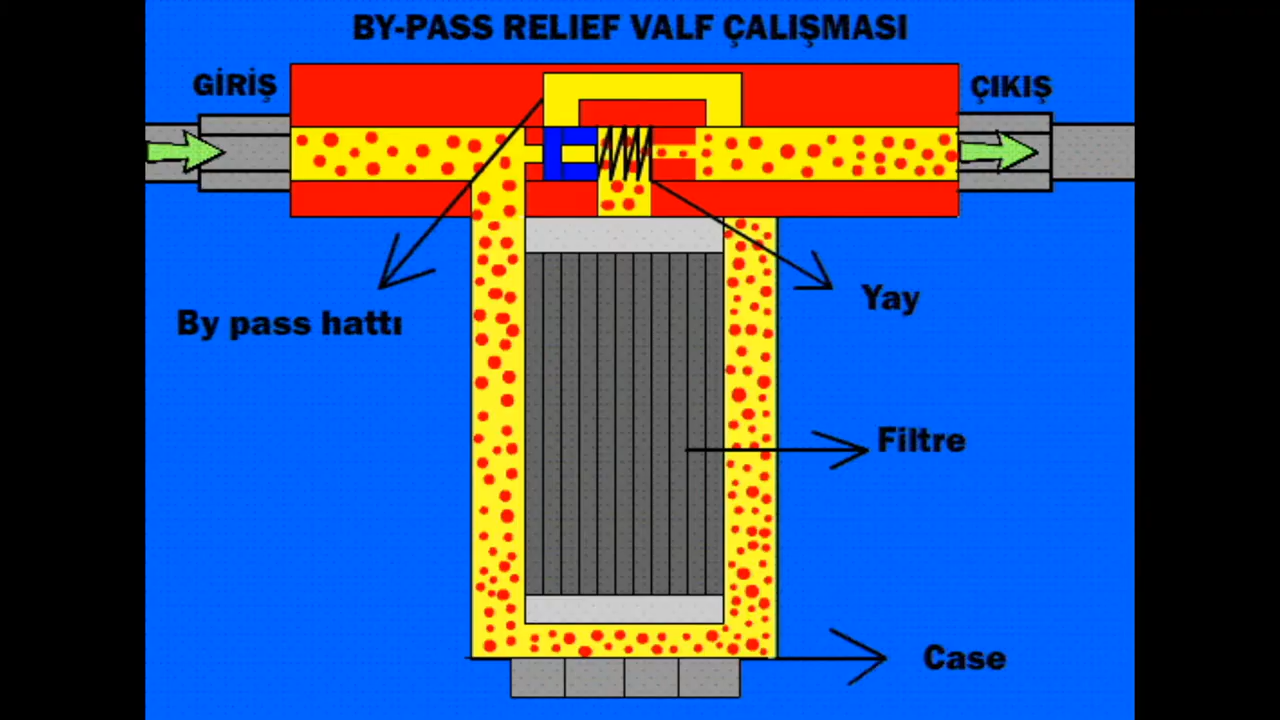 BY-PASS RELIEF VALF ÇALIŞMASI
GİRİŞ
ÇIKIŞ
Yay
By pass hattı
Filtre
Case